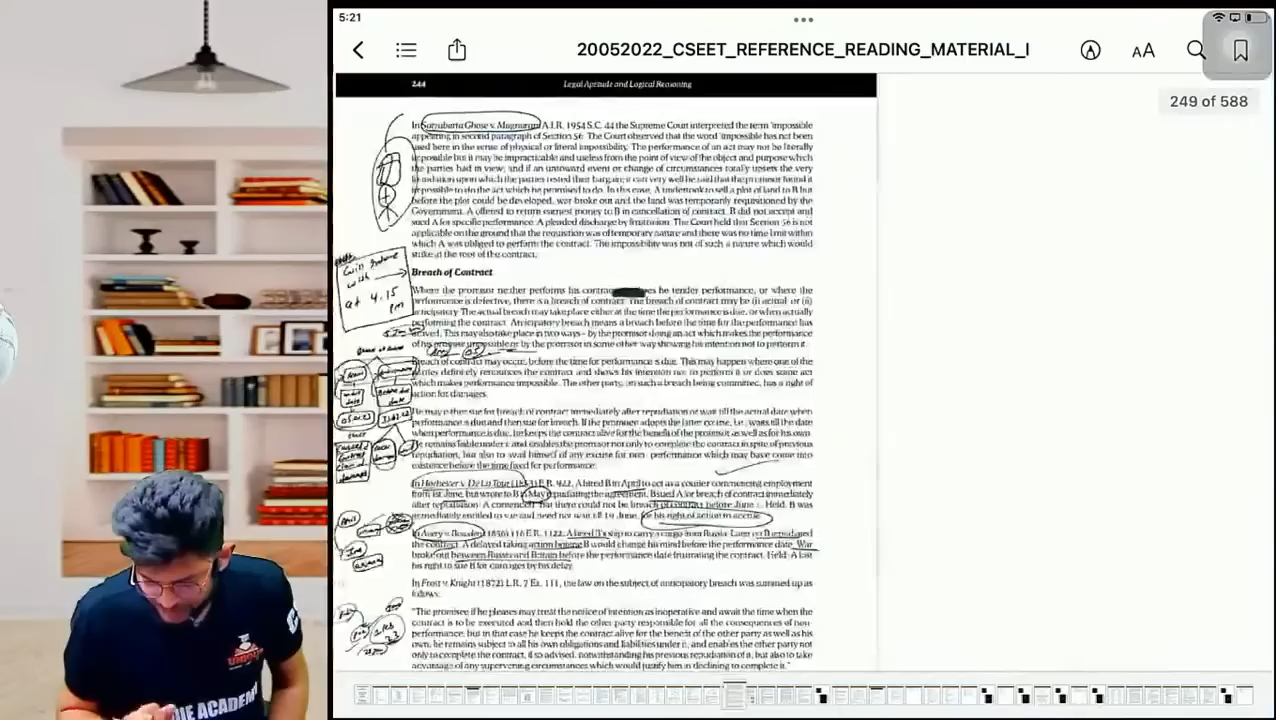 5:21
20052022_CSEET_REFERENCE_READING_MATERIAL_I
AA
249 of 588
244 Legal Aptitude and Logical Reasoning
In Satyabarta Ghose v. Mugnuram A.I.R. 1954 S.C. 44 the Supreme Court interpreted the term 'impossible
appearing in second paragraph of Section 56. The Court observed that the word 'impossible has not been
used here in the sense of physical or literal impossibility. The performance of an act may not be literally
impossible but it may be impracticable and useless from the point of view of the object and purpose which
the parties had in view; and if an untoward event or change of circumstances totally upsets the very
foundation upon which the parties rested their bargain, it can very well be said that the promisor found it
impossible to do the act which he promised to do. In this case, A undertook to sell a plot of land to B but
before the plot could be developed, war broke out and the land was temporarily requisitioned by the
Government. A offered to return earnest money to B in cancellation of contract. B did not accept and
sued A for specific performance. A pleaded discharge by frustration. The Court held that Section 56 is not
applicable on the ground that the requisition was of temporary nature and there was no time limit within
which A was obliged to perform the contract. The impossibility was not of such a nature which would
strike at the root of the contract.
will
with
at 4.15
pm
Breach of Contract
Where the promisor neither performs his contract he tender performance, or where the
performance is defective, there is a breach of contract. The breach of contract may be (i) actual or (ii)
anticipatory. The actual breach may take place either at the time the performance is due, or when actually
performing the contract. Anticipatory breach means a breach before the time for the performance has
arrived. This may also take place in two ways – by the promisor doing an act which makes the performance
of his promise impossible or by the promisor in some other way showing his intention not to perform it.
Breach of contract may occur, before the time for performance is due. This may happen where one of the
parties definitely renounces the contract and shows his intention not to perform it or does some act
which makes performance impossible. The other party, on such a breach being committed, has a right of
action for damages.
He may either sue for breach of contract immediately after repudiation or wait till the actual date when
performance is due and then sue for breach. If the promisee adopts the latter course, i.e., waits till the date
when performance is due, he keeps the contract alive for the benefit of the promisor as well as for his own.
He remains liable under it and enables the promisor not only to complete the contract in spite of previous
repudiation, but also to avail himself of any excuse for non- performance which may have come into
existence before the time fixed for performance.
In Hochester v. De La Tour (1853) E.R. 922, A hired B in April to act as a courier commencing employment
from 1st June, but wrote to B in May repudiating the agreement. B sued A for breach of contract immediately
after repudiation. A contended that there could not be breach of contract before June 1. Held: B was
immediately entitled to sue and need not wait till 1st June, for his right of action to accrue.
In Avery v. Bowden (1856) 116 E.R. 1122, A hired B's ship to carry a cargo from Russia. Later on B repudiated
the contract. A delayed taking action hoping B would change his mind before the performance date. War
broke out between Russia and Britain before the performance date frustrating the contract. Held: A lost
his right to sue B for damages by his delay.
In Frost v. Knight (1872) L.R. 7 Ex. 111, the law on the subject of anticipatory breach was summed up as
follows:
"The promisee if he pleases may treat the notice of intention as inoperative and await the time when the
contract is to be executed and then hold the other party responsible for all the consequences of non-
performance: but in that case he keeps the contract alive for the benefit of the other party as well as his
own; he remains subject to all his own obligations and liabilities under it, and enables the other party not
only to complete the contract, if so advised, notwithstanding his previous repudiation of it, but also to take
advantage of any supervening circumstances which would justify him in declining to complete it."
ACADEMY